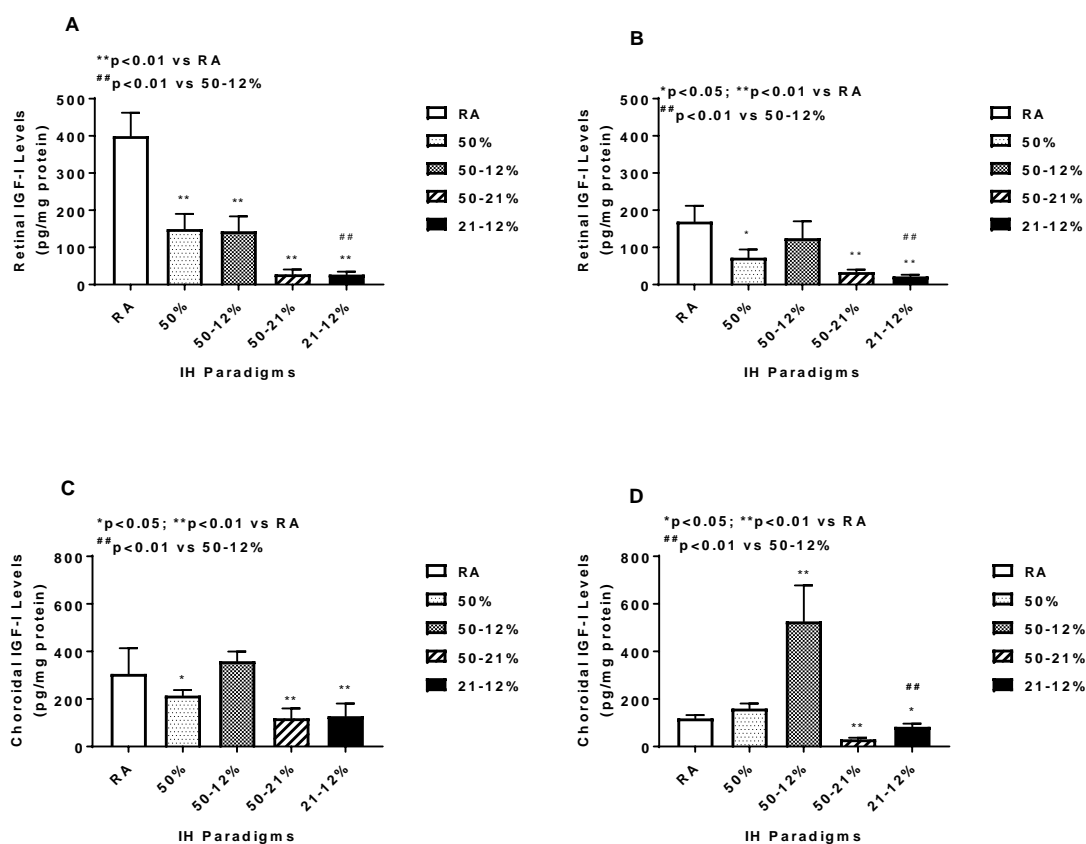 A
**p<0.01 vs RA
##p<0.01 vs 50-12%
500
400
300
200
100
0
Retinal IGF-I Levels
(pg/mg protein)
**
**
**
##
**
RA
50%
50-12%
50-21%
21-12%
IH Paradigms
RA
50%
50-12%
50-21%
21-12%
B
*p<0.05; **p<0.01 vs RA
##p<0.01 vs 50-12%
500
400
300
200
100
0
Retinal IGF-I Levels
(pg/mg protein)
*
**
##
**
RA
50%
50-12%
50-21%
21-12%
IH Paradigms
RA
50%
50-12%
50-21%
21-12%
C
*p<0.05; **p<0.01 vs RA
##p<0.01 vs 50-12%
800
600
400
200
0
Choroidal IGF-I Levels
(pg/mg protein)
*
**
**
RA
50%
50-12%
50-21%
21-12%
IH Paradigms
RA
50%
50-12%
50-21%
21-12%
D
*p<0.05; **p<0.01 vs RA
##p<0.01 vs 50-12%
800
600
400
200
0
Choroidal IGF-I Levels
(pg/mg protein)
**
**
##
*
RA
50%
50-12%
50-21%
21-12%
IH Paradigms
RA
50%
50-12%
50-21%
21-12%